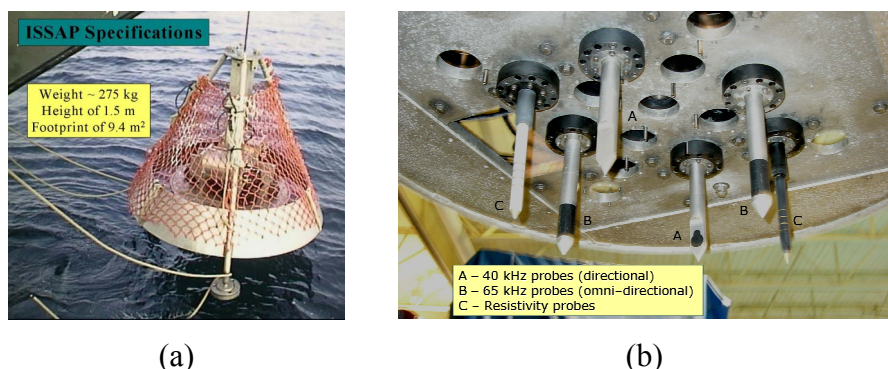 ISSAP Specifications
Weight ~ 275 kg
Height of 1.5 m
Footprint of 9.4 m²
A
C
B
A
B
C
A – 40 kHz probes (directional)
B – 65 kHz probes (omni–directional)
C – Resistivity probes
(a)
(b)